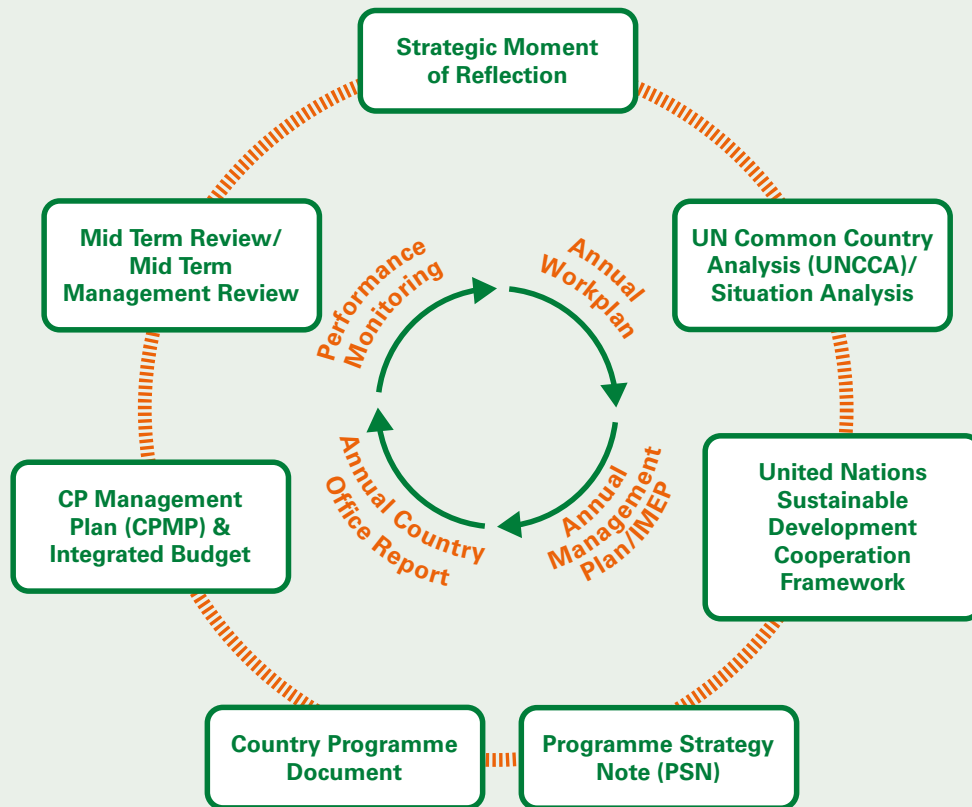 Strategic Moment
of Reflection
UN Common Country
Analysis (UNCCA)/
Situation Analysis
United Nations
Sustainable
Development
Cooperation
Framework
Programme Strategy
Note (PSN)
Country Programme
Document
CP Management
Plan (CPMP) &
Integrated Budget
Mid Term Review/
Mid Term
Management Review
Annual
Workplan
Annual
Management
Plan/IMEP
Annual Country
Office Report
Performance
Monitoring